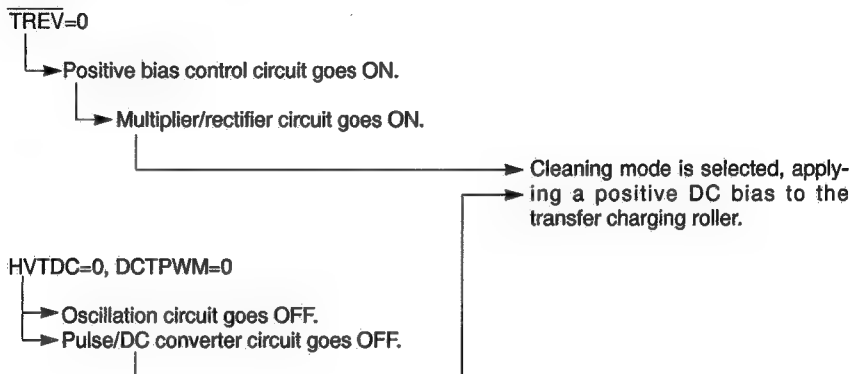 TREV=0
Positive bias control circuit goes ON.
Multiplier/rectifier circuit goes ON.
Cleaning mode is selected, apply-
ing a positive DC bias to the
transfer charging roller.
HVTDC=0, DCTPWM=0
Oscillation circuit goes OFF.
Pulse/DC converter circuit goes OFF.